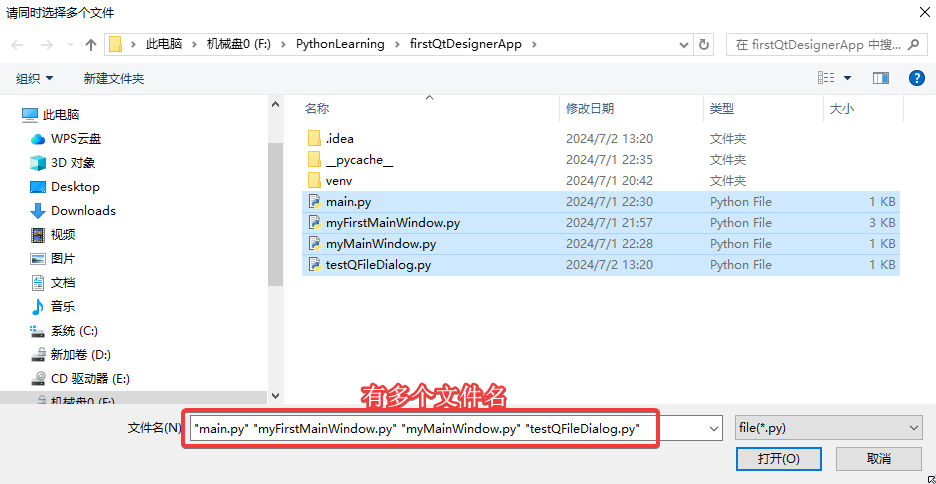 请同时选择多个文件
此电脑 › 机械盘0 (F:) › PythonLearning › firstQtDesignerApp ›
在 firstQtDesignerApp 中搜...
组织
新建文件夹
此电脑
WPS云盘
3D 对象
Desktop
Downloads
视频
图片
文档
音乐
系统 (C:)
新加卷 (D:)
CD 驱动器 (E:)
机械盘0 (F:)
名称 修改日期 类型 大小
.idea 2024/7/2 13:20 文件夹
__pycache__ 2024/7/1 22:35 文件夹
venv 2024/7/1 20:42 文件夹
main.py 2024/7/1 22:30 Python File 1 KB
myFirstMainWindow.py 2024/7/1 21:57 Python File 3 KB
myMainWindow.py 2024/7/1 22:28 Python File 1 KB
testQFileDialog.py 2024/7/2 13:20 Python File 1 KB
有多个文件名
文件名(N) "main.py" "myFirstMainWindow.py" "myMainWindow.py" "testQFileDialog.py"
file(*.py)
打开(O)
取消